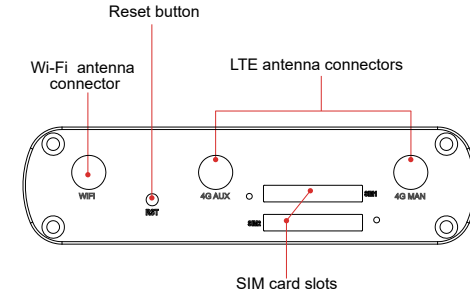 Reset button
Wi-Fi antenna
connector
LTE antenna connectors
WIFI
RST
4G AUX
SIM1
4G MAN
SIM2
SIM card slots